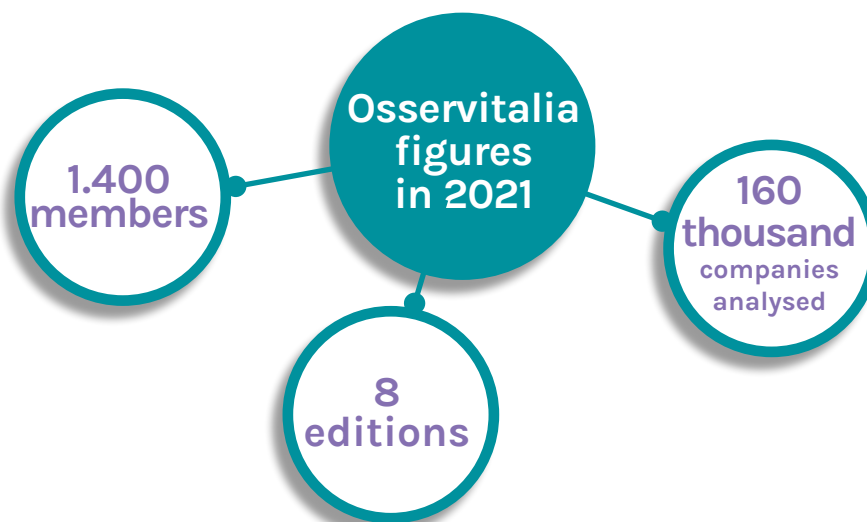 Osservitalia
figures
in 2021
1.400
members
160
thousand
companies
analysed
8
editions